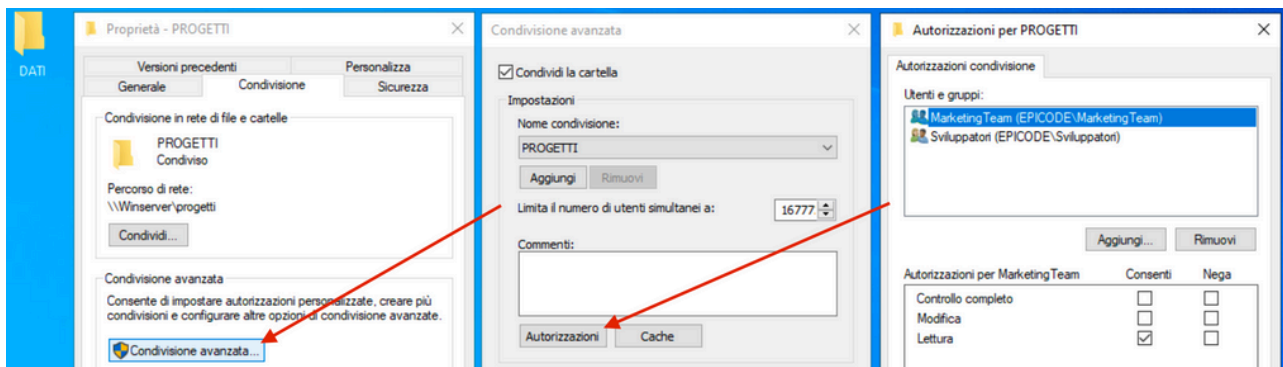 DATI
Proprietà - PROGETTI
Versioni precedenti
Personalizza
Generale
Condivisione
Sicurezza
Condivisione in rete di file e cartelle
PROGETTI
Condiviso
Percorso di rete:
\\Winserver\progetti
Condividi...
Condivisione avanzata
Consente di impostare autorizzazioni personalizzate, creare più
condivisioni e configurare altre opzioni di condivisione avanzate.
Condivisione avanzata...
Condivisione avanzata
Condividi la cartella
Impostazioni
Nome condivisione:
PROGETTI
Aggiungi
Rimuovi
Limita il numero di utenti simultanei a:
16777
Commenti:
Autorizzazioni
Cache
Autorizzazioni per PROGETTI
Autorizzazioni condivisione
Utenti e gruppi:
MarketingTeam (EPICODE\MarketingTeam)
Sviluppatori (EPICODE\Sviluppatori)
Aggiungi...
Rimuovi
Autorizzazioni per MarketingTeam
Consenti
Nega
Controllo completo
Modifica
Lettura